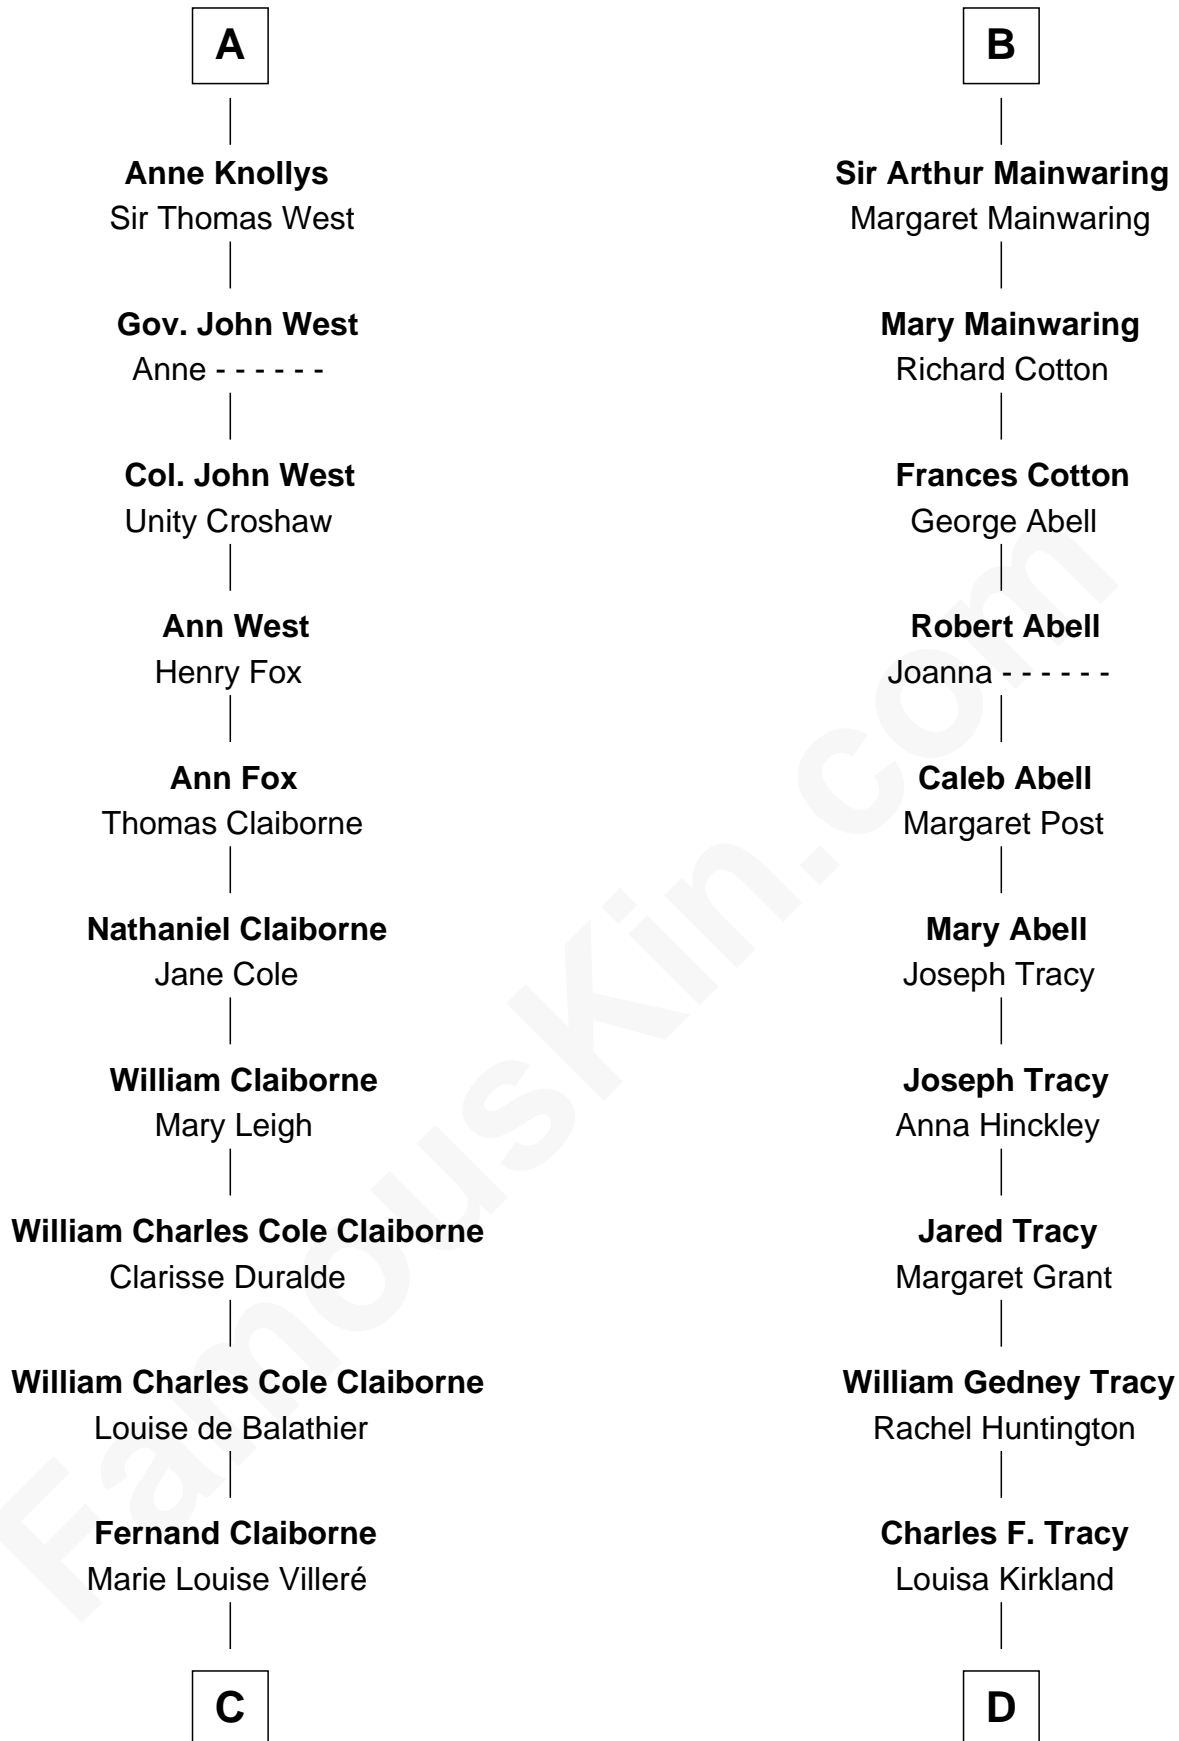 A
Anne Knollys
Sir Thomas West
Gov. John West
Anne - - - - - -
Col. John West
Unity Croshaw
Ann West
Henry Fox
Ann Fox
Thomas Claiborne
Nathaniel Claiborne
Jane Cole
William Claiborne
Mary Leigh
William Charles Cole Claiborne
Clarisse Duralde
William Charles Cole Claiborne
Louise de Balathier
Fernand Claiborne
Marie Louise Villeré
C
B
Sir Arthur Mainwaring
Margaret Mainwaring
Mary Mainwaring
Richard Cotton
Frances Cotton
George Abell
Robert Abell
Joanna - - - - - -
Caleb Abell
Margaret Post
Mary Abell
Joseph Tracy
Joseph Tracy
Anna Hinckley
Jared Tracy
Margaret Grant
William Gedney Tracy
Rachel Huntington
Charles F. Tracy
Louisa Kirkland
D
FamousKin.com